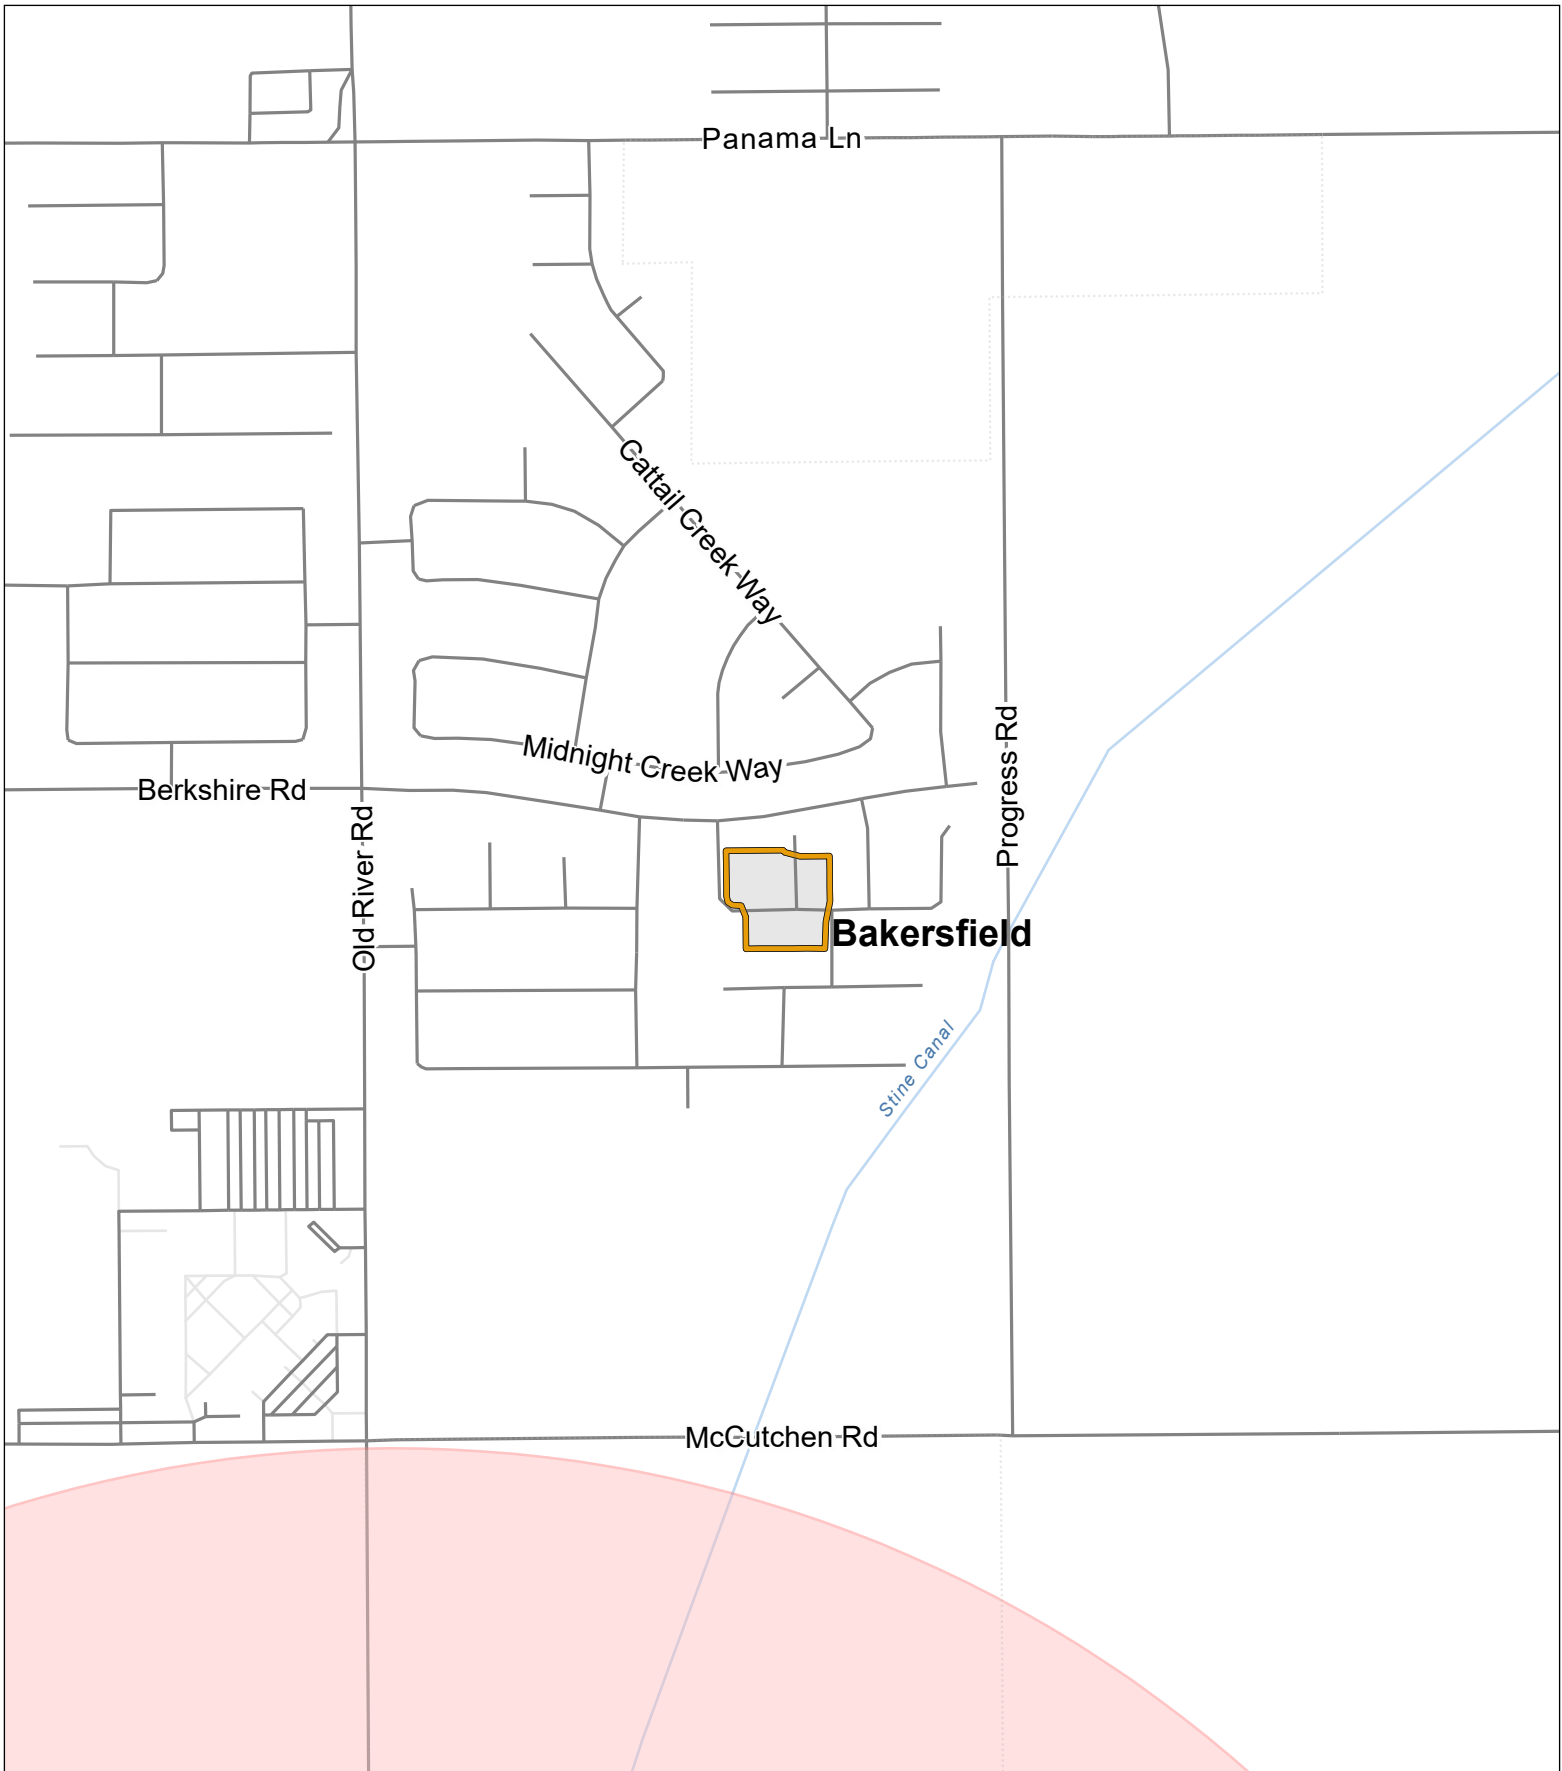 Panama Ln
Cattail Creek Way
Midnight Creek Way
Berkshire Rd
Old River Rd
Progress Rd
Bakersfield
Stine Canal
McCutchen Rd